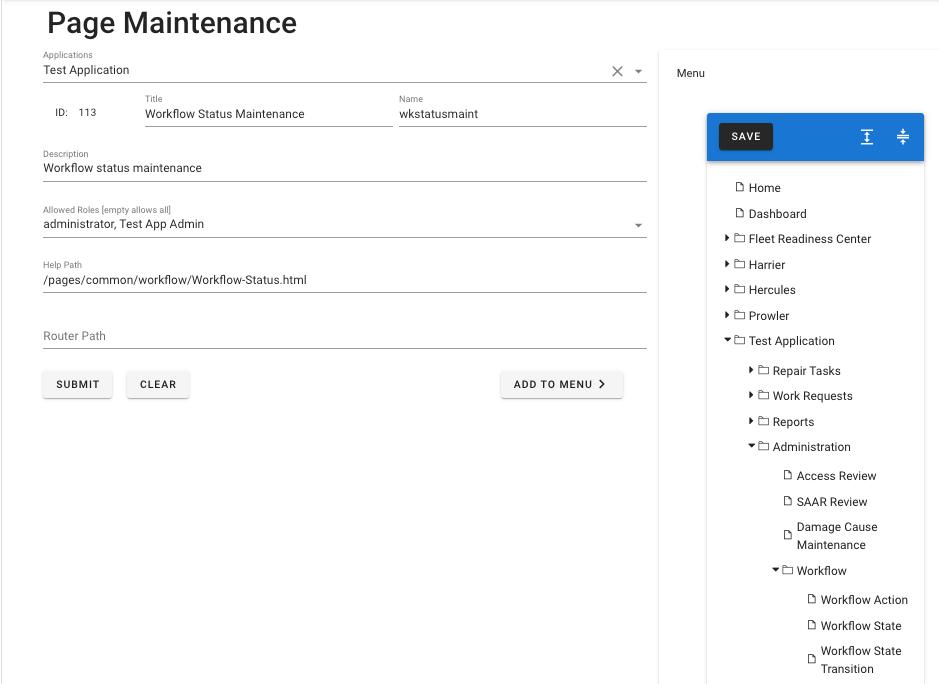 Page Maintenance
Applications
Test Application
ID: 113
Title
Workflow Status Maintenance
Name
wkstatusmaint
Description
Workflow status maintenance
Allowed Roles [empty allows all]
administrator, Test App Admin
Help Path
/pages/common/workflow/Workflow-Status.html
Router Path
SUBMIT
CLEAR
ADD TO MENU
Menu
SAVE
Home
Dashboard
Fleet Readiness Center
Harrier
Hercules
Prowler
Test Application
Repair Tasks
Work Requests
Reports
Administration
Access Review
SAAR Review
Damage Cause
Maintenance
Workflow
Workflow Action
Workflow State
Workflow State
Transition